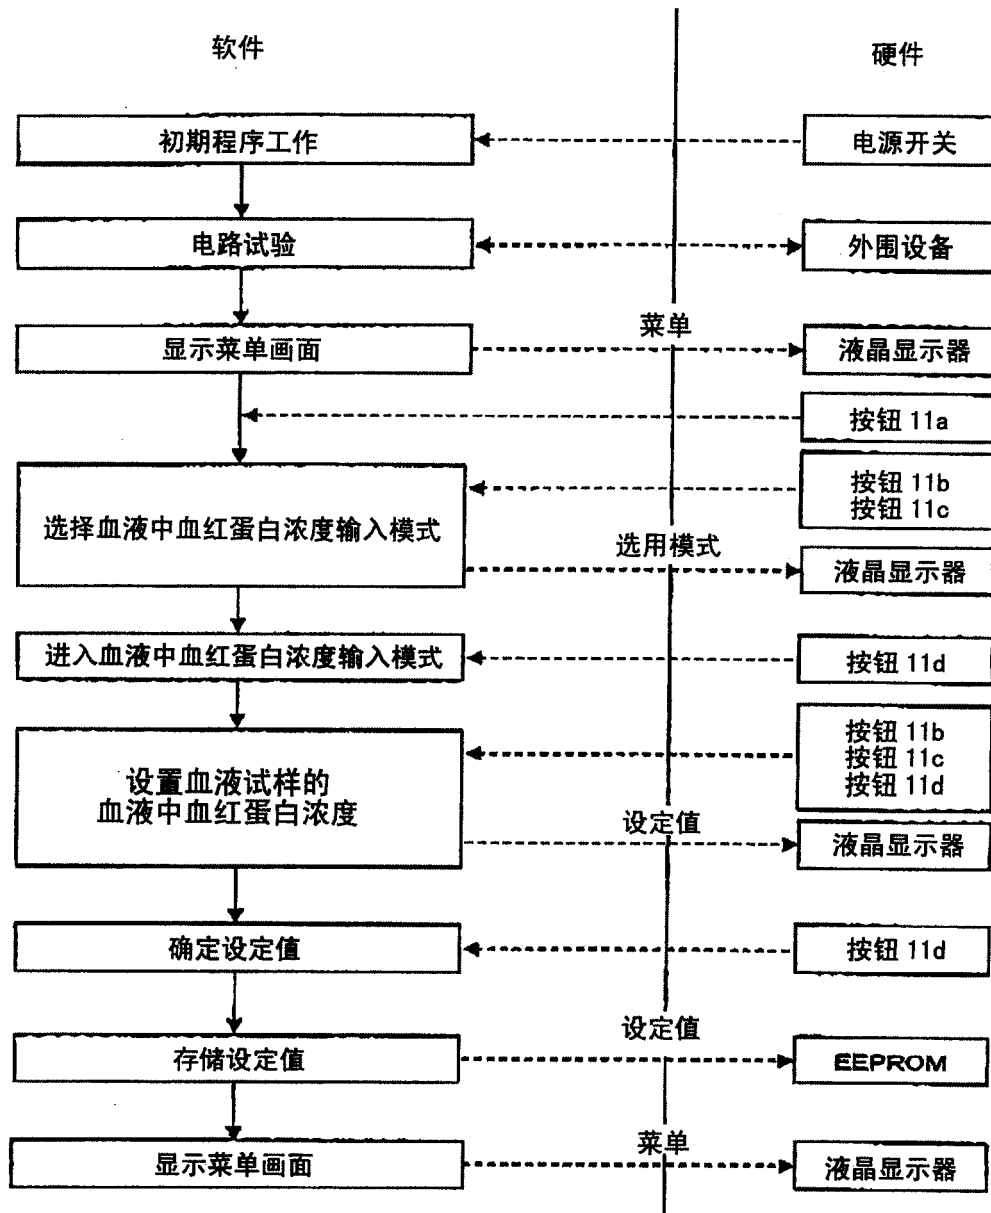 软件
硬件
初期程序工作
电源开关
电路试验
外围设备
菜单
显示菜单画面
液晶显示器
按钮 11a
按钮 11b
按钮 11c
选择血液中血红蛋白浓度输入模式
选用模式
液晶显示器
进入血液中血红蛋白浓度输入模式
按钮 11d
按钮 11b
按钮 11c
按钮 11d
设置血液试样的
血液中血红蛋白浓度
设定值
液晶显示器
确定设定值
按钮 11d
设定值
存储设定值
EEPROM
菜单
显示菜单画面
液晶显示器